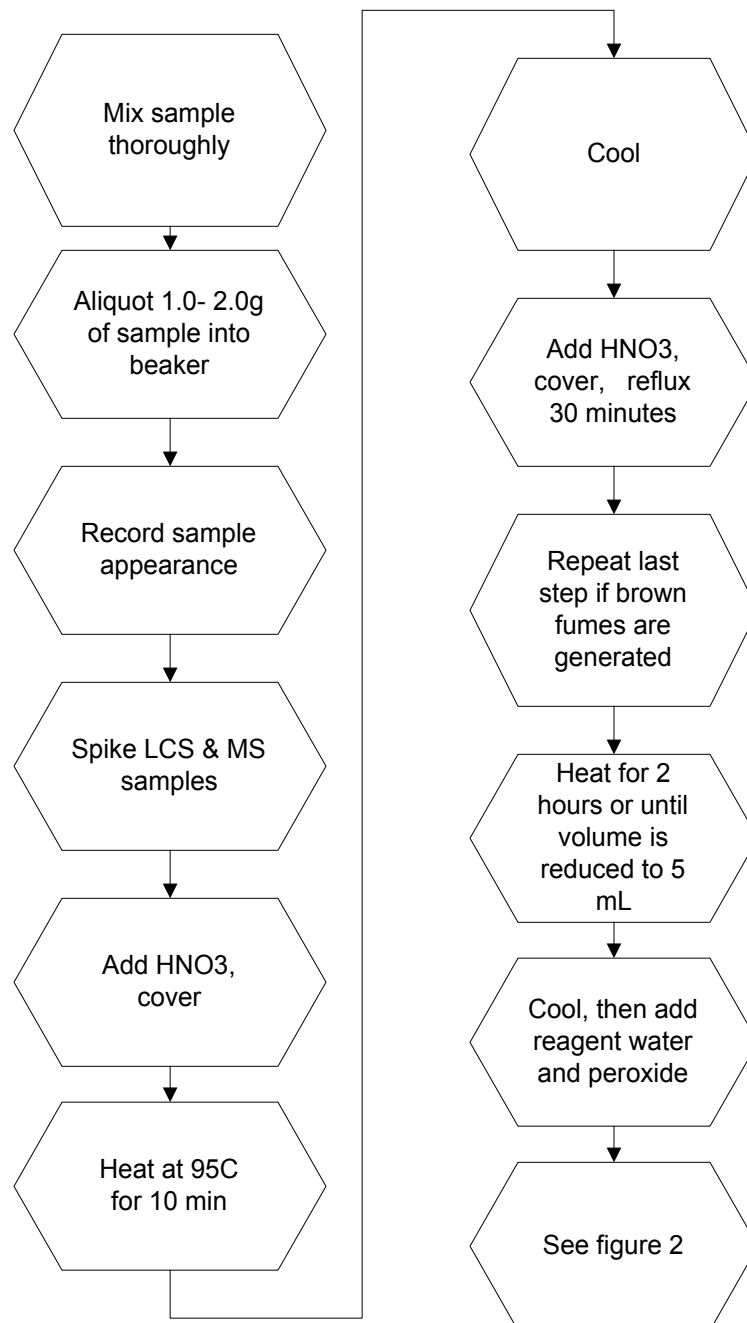 Mix sample
thoroughly
Aliquot 1.0- 2.0g
of sample into
beaker
Record sample
appearance
Spike LCS & MS
samples
Add HNO3,
cover
Heat at 95C
for 10 min
Cool
Add HNO3,
cover, reflux
30 minutes
Repeat last
step if brown
fumes are
generated
Heat for 2
hours or until
volume is
reduced to 5
mL
Cool, then add
reagent water
and peroxide
See figure 2